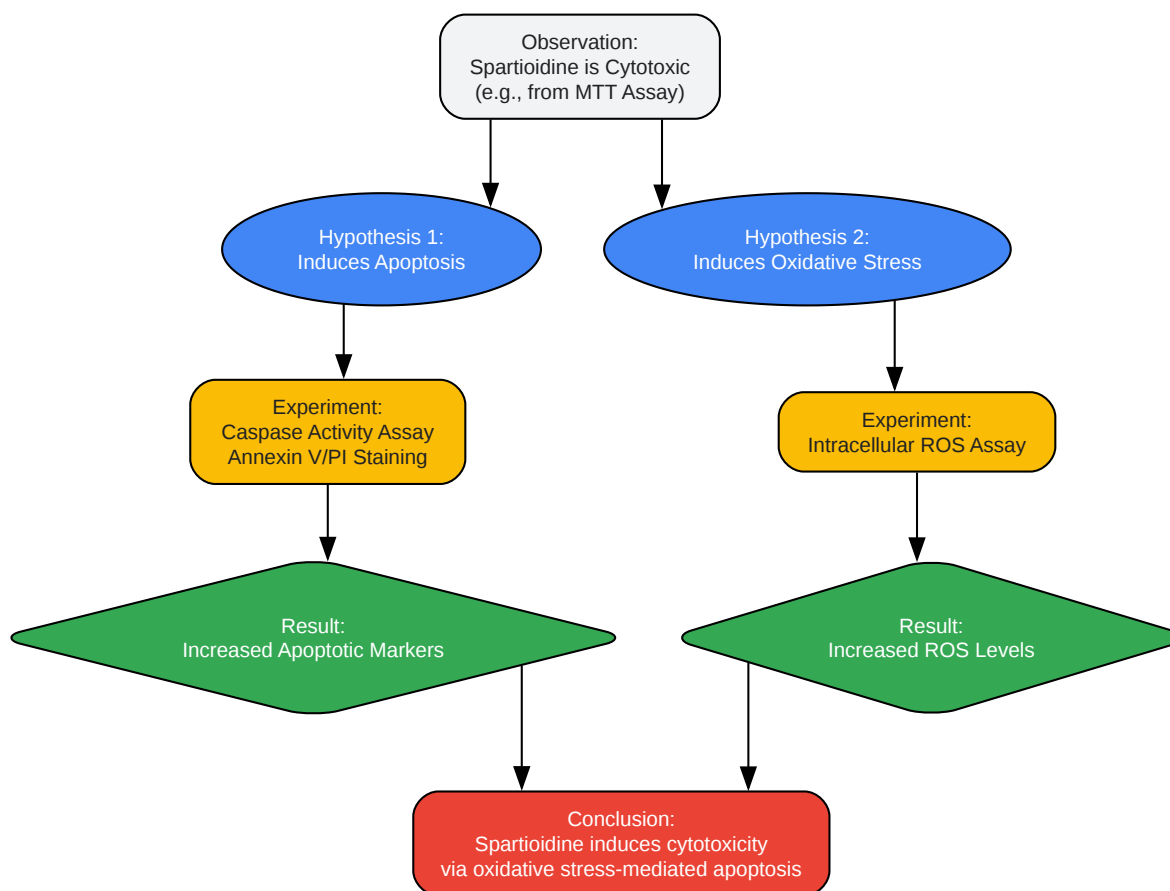 Observation:
Spartioidine is Cytotoxic
(e.g., from MTT Assay)
Hypothesis 1:
Induces Apoptosis
Hypothesis 2:
Induces Oxidative Stress
Experiment:
Caspase Activity Assay
Annexin V/PI Staining
Experiment:
Intracellular ROS Assay
Result:
Increased Apoptotic Markers
Result:
Increased ROS Levels
Conclusion:
Spartioidine induces cytotoxicity
via oxidative stress-mediated apoptosis